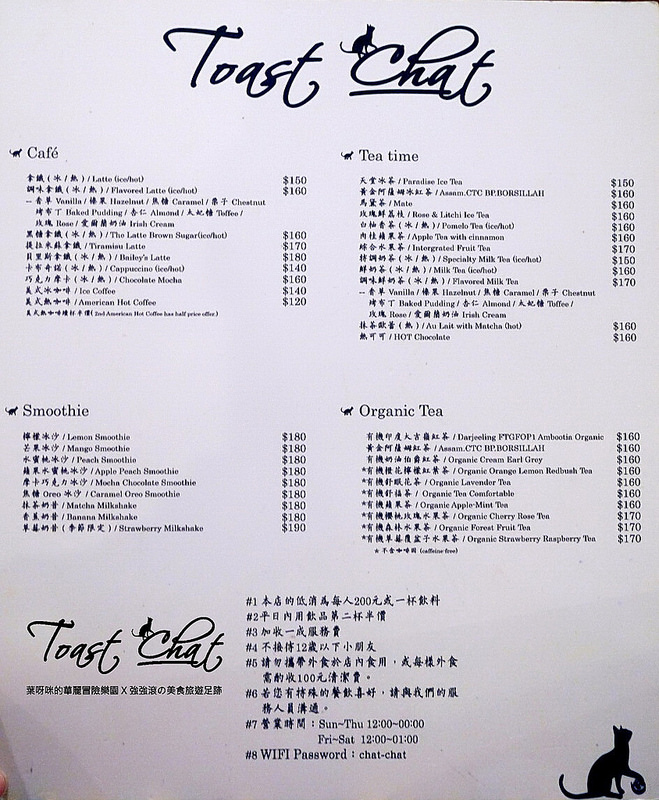 Toast Chat
Café
拿鐵 ( 冰 / 熱 ) / Latte (ice/hot) $150
調味拿鐵 ( 冰 / 熱 ) / Flavored Latte (ice/hot) $160
-- 香草 Vanilla / 榛果 Hazelnut / 焦糖 Caramel / 栗子 Chestnut
烤布丁 Baked Pudding / 杏仁 Almond / 太妃糖 Toffee /
玫瑰 Rose / 愛爾蘭奶油 Irish Cream
黑糖拿鐵 ( 冰 / 熱 ) / The Latte Brown Sugar(ice/hot) $160
提拉米蘇拿鐵 / Tiramisu Latte $170
貝里斯拿鐵 ( 冰 / 熱 ) / Bailey's Latte $180
卡布奇諾 ( 冰 / 熱 ) / Cappuccino (ice/hot) $140
巧克力摩卡 ( 冰 / 熱 ) / Chocolate Mocha $160
美式冰咖啡 / Ice Coffee $140
美式熱咖啡 / American Hot Coffee $120
美式熱咖啡續杯半價 ( 2nd American Hot Coffee has half price offer.)
Tea time
天堂冰茶 / Paradise Ice Tea $150
黃金阿薩姆冰紅茶 / Assam.CTC BP.BORSILLAH $160
馬黛茶 / Mate $160
玫瑰鮮荔枝 / Rose & Litchi Ice Tea $160
白柚香茶 (冰 / 熱 ) / Pomelo Tea (ice/hot) $160
肉桂蘋果茶 / Apple Tea with cinnamon $160
綜合水果茶 / Intergrated Fruit Tea $170
特調奶茶 ( 冰 / 熱 ) / Specialty Milk Tea (ice/hot) $150
鮮奶茶 ( 冰 / 熱 ) / Milk Tea (ice/hot) $160
調味鮮奶茶 ( 冰 / 熱 ) / Flavored Milk Tea $170
-- 香草 Vanilla / 榛果 Hazelnut / 焦糖 Caramel / 栗子 Chestnut
烤布丁 Baked Pudding / 杏仁 Almond / 太妃糖 Toffee /
玫瑰 Rose / 愛爾蘭奶油 Irish Cream
抹茶歐蕾 ( 熱 ) / Au Lait with Matcha (hot) $160
熱可可 / HOT Chocolate $160
Smoothie
檸檬冰沙 / Lemon Smoothie $180
芒果冰沙 / Mango Smoothie $180
水蜜桃冰沙 / Peach Smoothie $180
蘋果水蜜桃冰沙 / Apple Peach Smoothie $180
摩卡巧克力冰沙 / Mocha Chocolate Smoothie $180
焦糖 Oreo 冰沙 / Caramel Oreo Smoothie $180
抹茶奶昔 / Matcha Milkshake $180
香蕉奶昔 / Banana Milkshake $180
草莓奶昔 ( 季節限定 ) / Strawberry Milkshake $190
Organic Tea
有機印度大吉嶺紅茶 / Darjeeling FTGFOP1 Ambootia Organic $160
黃金阿薩姆紅茶 / Assam.CTC BP.BORSILLAH $160
有機奶油伯爵紅茶 / Organic Cream Earl Grey $160
*有機橙花檸檬紅葉茶 / Organic Orange Lemon Redbush Tea $160
*有機舒眠花茶 / Organic Lavender Tea $160
*有機舒福茶 / Organic Tea Comfortable $160
*有機蘋果茶 / Organic Apple-Mint Tea $160
*有機櫻桃玫瑰水果茶 / Organic Cherry Rose Tea $170
*有機森林水果茶 / Organic Forest Fruit Tea $170
*有機草莓覆盆子水果茶 / Organic Strawberry Raspberry Tea $170
* 不含咖啡因 (caffeine-free)
Toast Chat
葉呀咪的華麗冒險樂園 X 強強滾の美食旅遊足跡
#1 本店的低消為每人200元或一杯飲料
#2平日內用飲品第二杯半價
#3 加收一成服務費
#4 不接待12歲以下小朋友
#5 請勿攜帶外食於店內食用，或每樣外食
需酌收100元清潔費。
#6 若您有特殊的餐飲喜好，請與我們的服
務人員溝通。
#7 營業時間：Sun~Thu 12:00~00:00
Fri~Sat 12:00~01:00
#8 WIFI Password：chat-chat